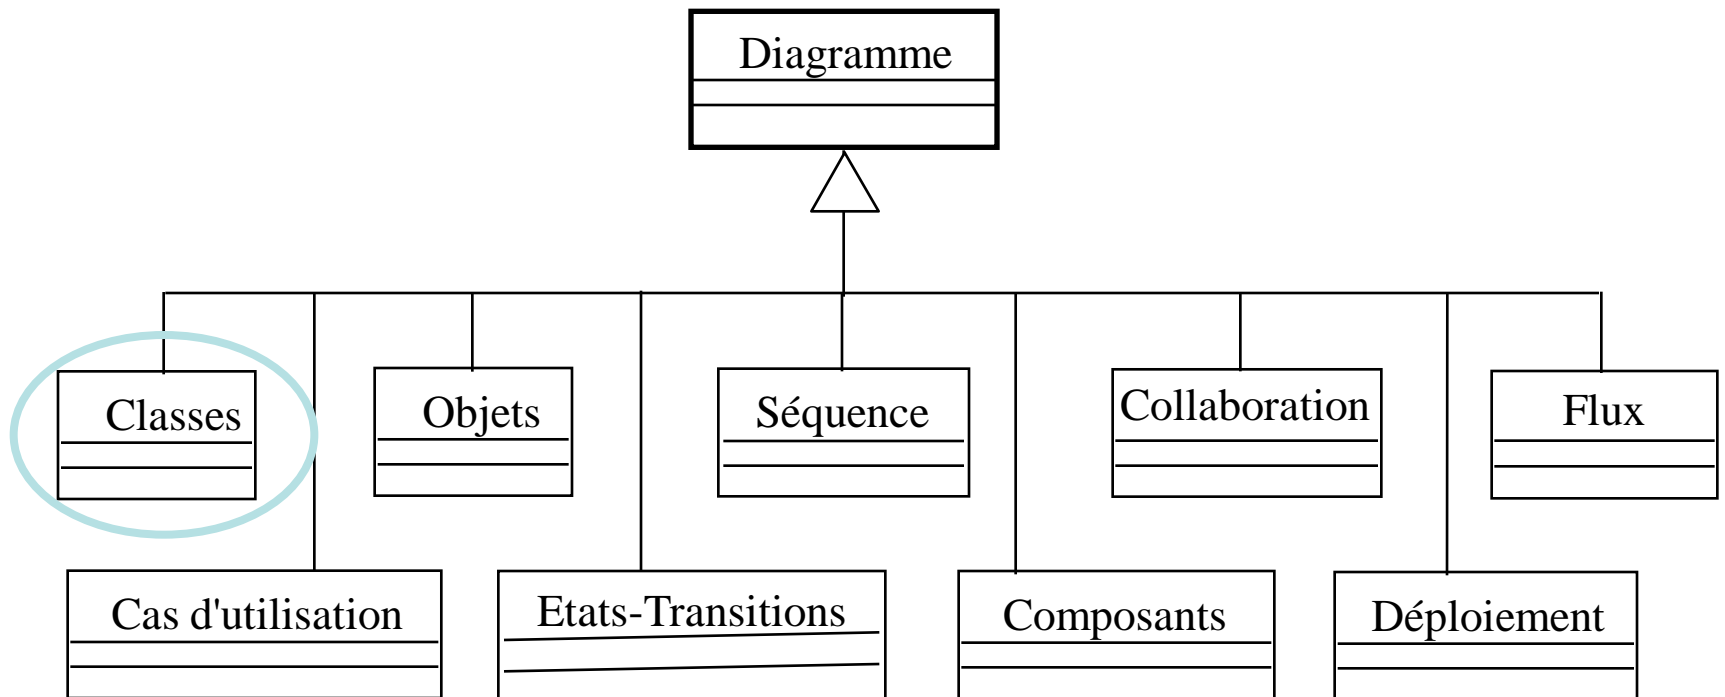 Diagramme
Classes
Objets
Séquence
Collaboration
Flux
Cas d'utilisation
Etats-Transitions
Composants
Déploiement